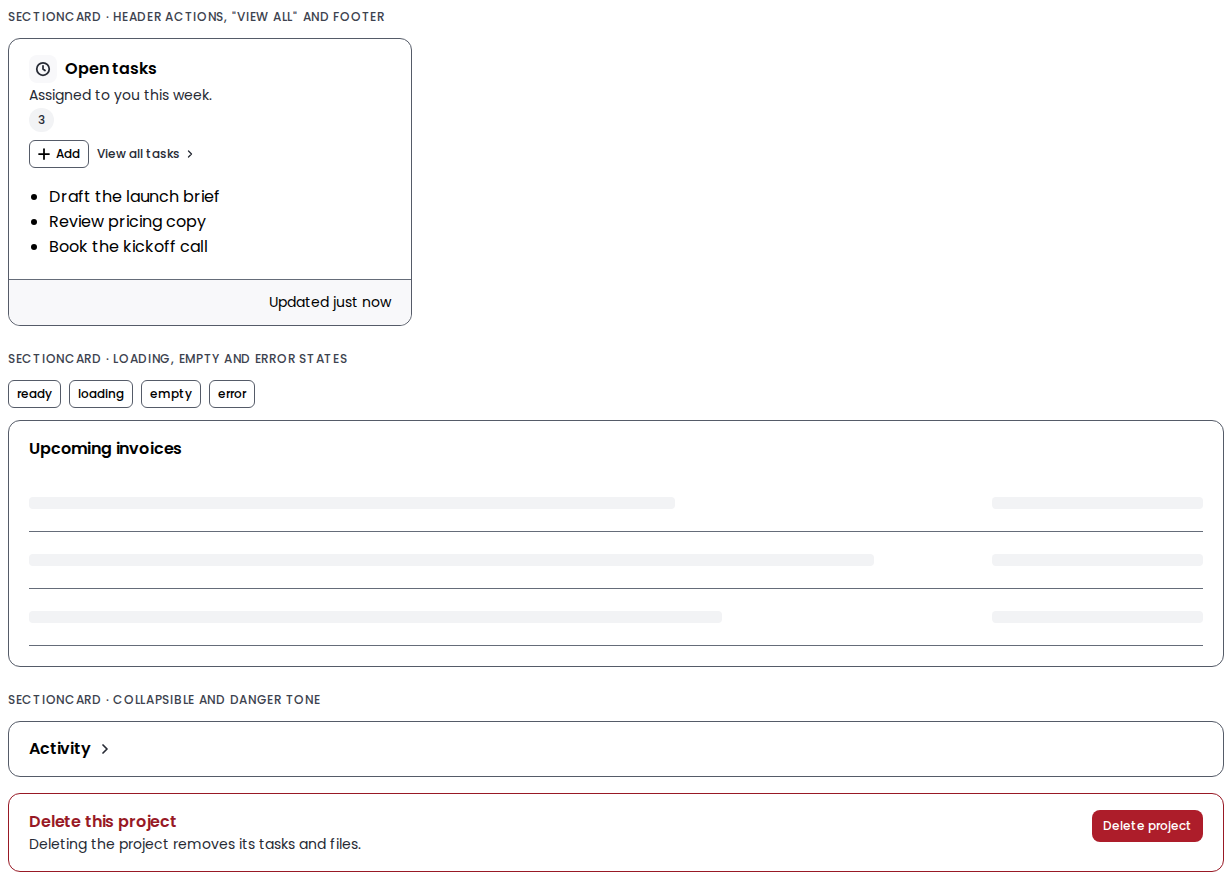 SECTIONCARD · HEADER ACTIONS, "VIEW ALL" AND FOOTER
Open tasks
Assigned to you this week.
3
Add View all tasks
Draft the launch brief
Review pricing copy
Book the kickoff call
Updated just now
SECTIONCARD · LOADING, EMPTY AND ERROR STATES
ready loading empty error
Upcoming invoices
SECTIONCARD · COLLAPSIBLE AND DANGER TONE
Activity
Delete this project
Delete project
Deleting the project removes its tasks and files.